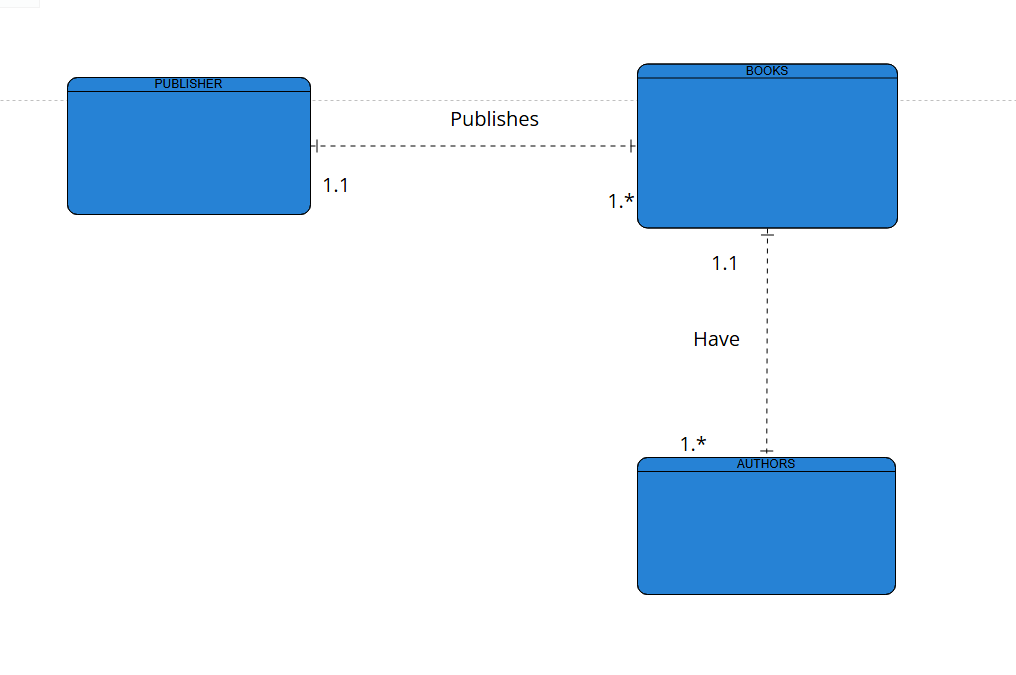 PUBLISHER
BOOKS
Publishes
1.1
1.*
1.1
Have
1.*
AUTHORS